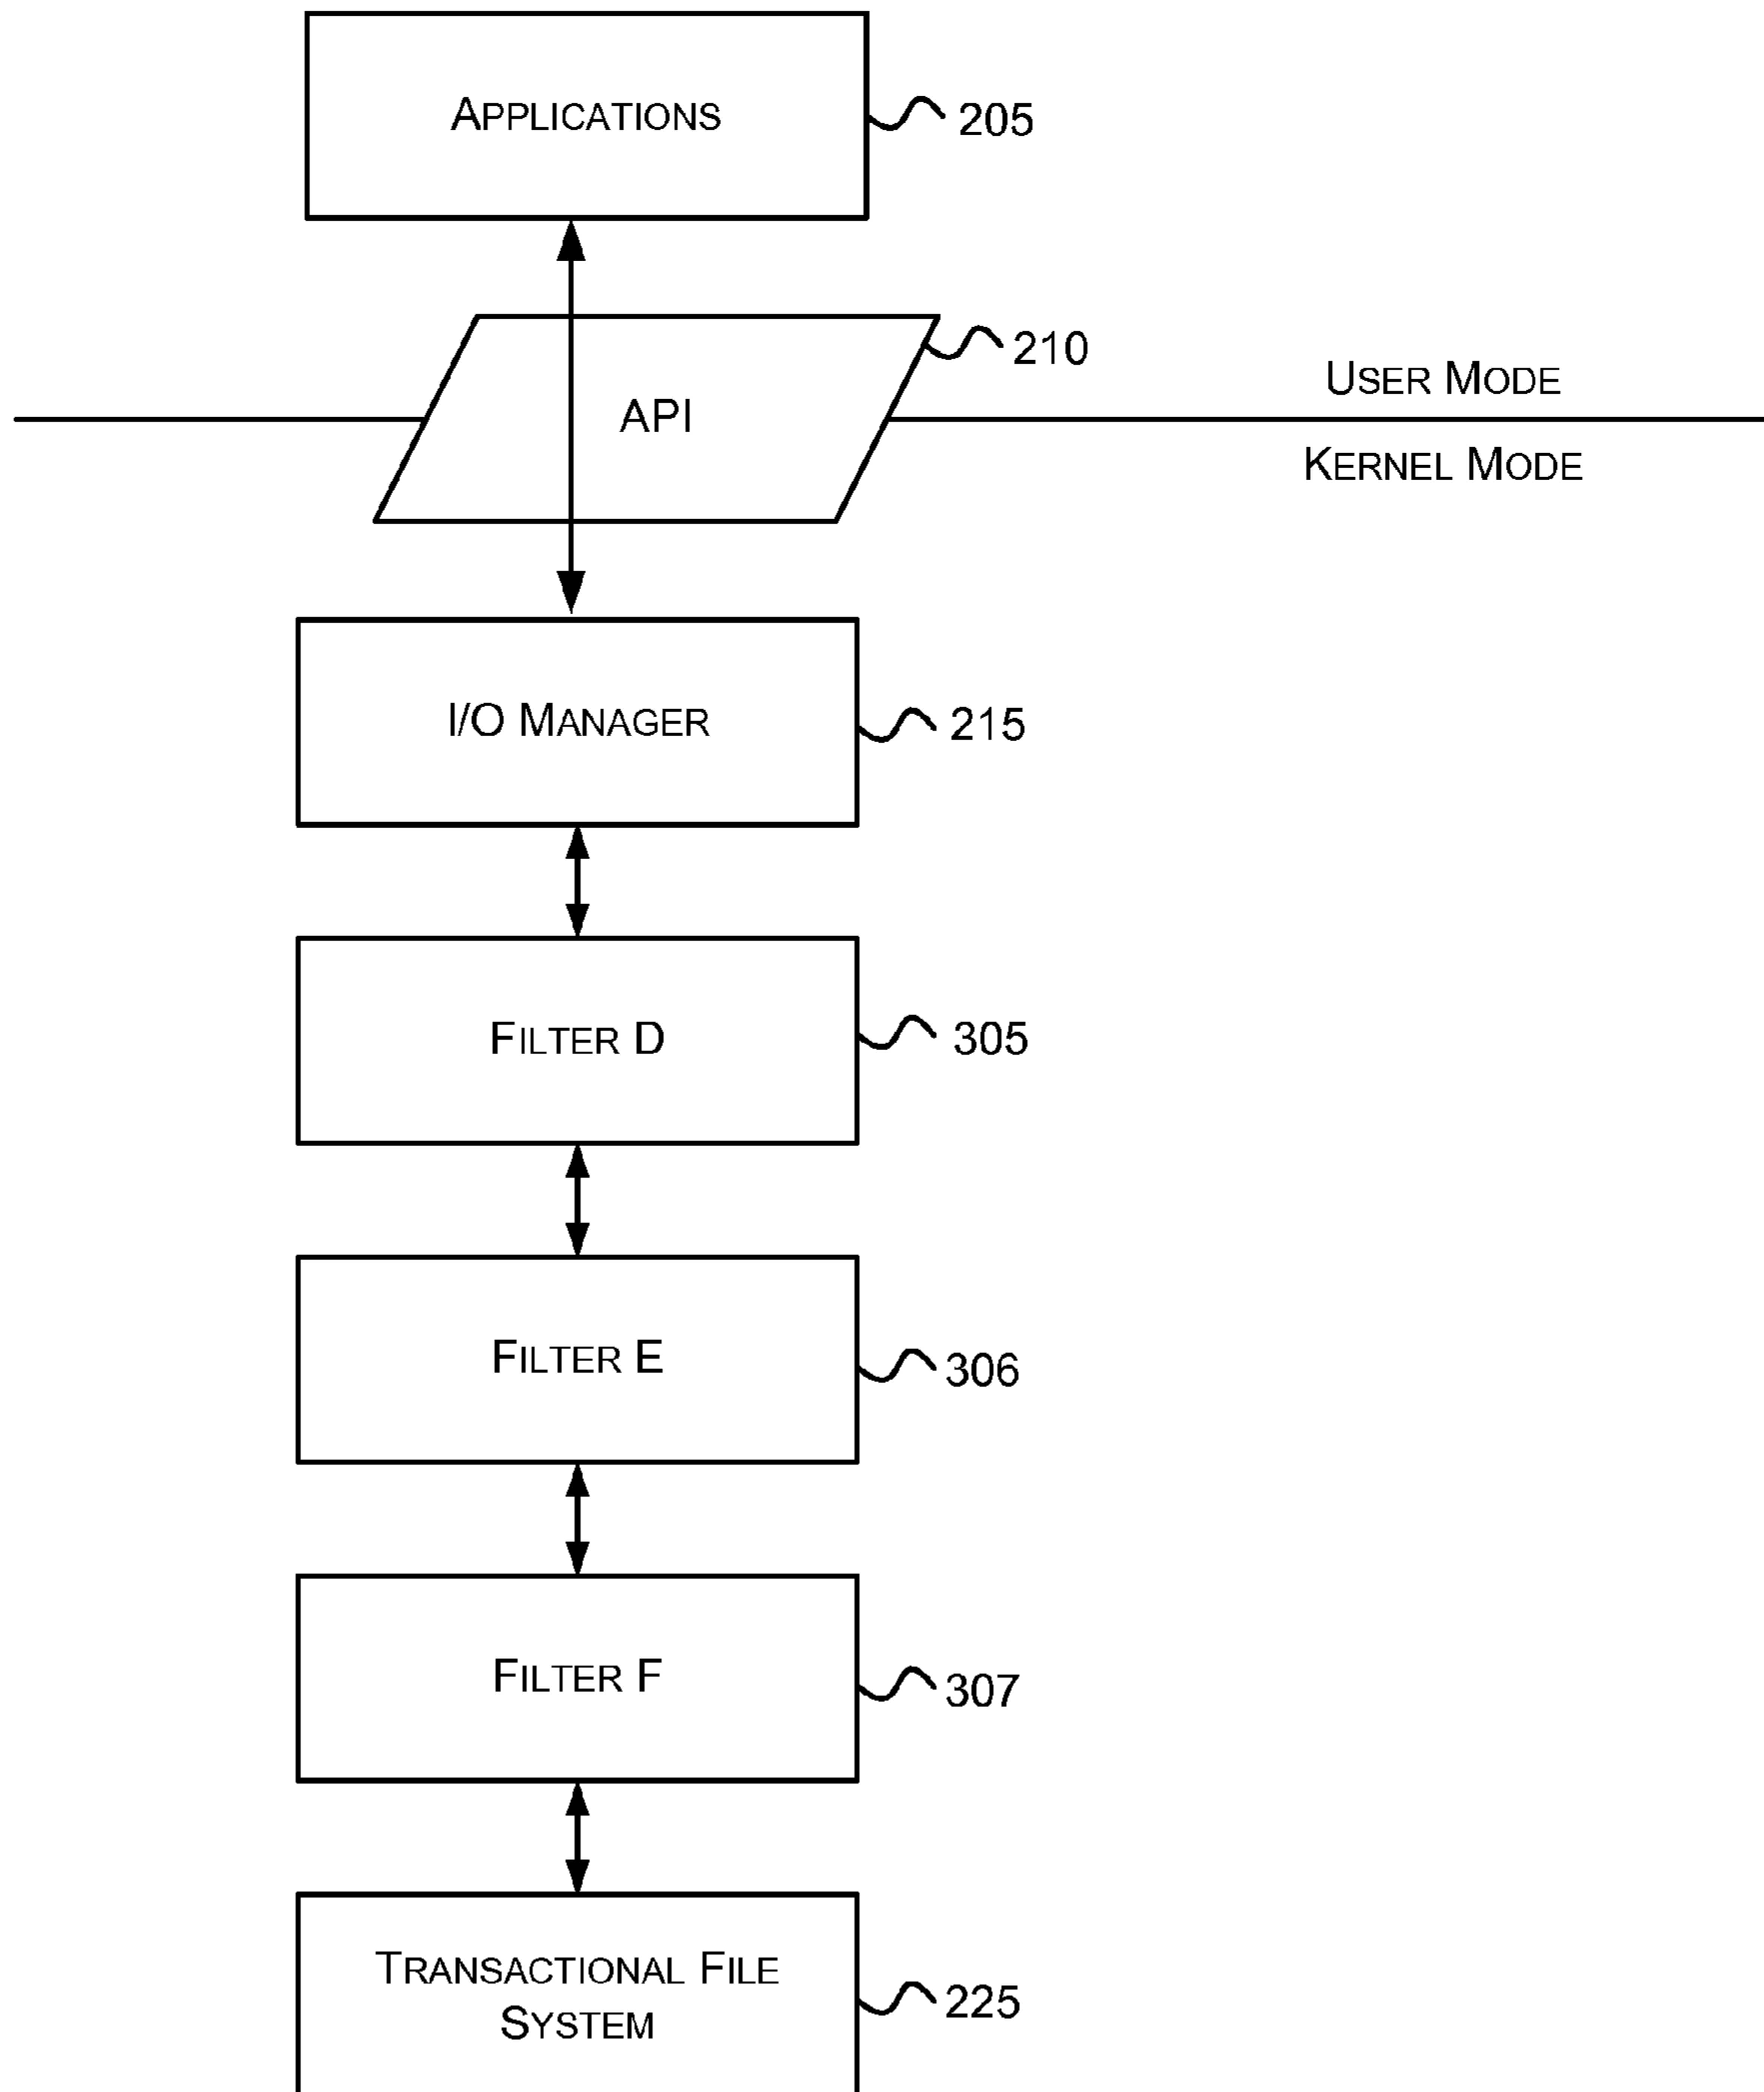 APPLICATIONS
205
210
API
USER MODE
KERNEL MODE
I/O MANAGER
215
FILTER D
305
FILTER E
306
FILTER F
307
TRANSACTIONAL FILE
SYSTEM
225